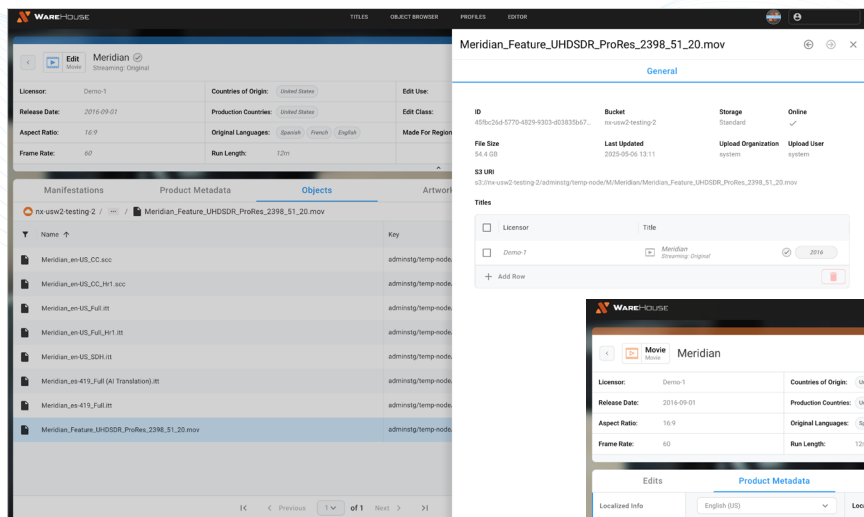 WAREHOUSE
TITLES OBJECT BROWSER PROFILES EDITOR
Edit
Movie
Meridian
Streaming: Original
Licensor: Demo-1 Countries of Origin: United States Edit Use:
Release Date: 2016-09-01 Production Countries: United States Edit Class:
Aspect Ratio: 16:9 Original Languages: Spanish French English Made For Region
Frame Rate: 60 Run Length: 12m
Manifestations Product Metadata Objects Artwor
nx-usw2-testing-2 / ··· / Meridian_Feature_UHDSDR_ProRes_2398_51_20.mov
Name Key
Meridian_en-US_CC.scc adminstg/temp-node,
Meridian_en-US_CC_Hr1.scc adminstg/temp-node,
Meridian_en-US_Full.itt adminstg/temp-node,
Meridian_en-US_Full_Hr1.itt adminstg/temp-node,
Meridian_en-US_SDH.itt adminstg/temp-node,
Meridian_es-419_Full (AI Translation).itt adminstg/temp-node,
Meridian_es-419_Full.itt adminstg/temp-node,
Meridian_Feature_UHDSDR_ProRes_2398_51_20.mov adminstg/temp-node,
Previous 1 of 1 Next
Meridian_Feature_UHDSDR_ProRes_2398_51_20.mov
General
ID Bucket Storage Online
45fbc26d-5770-4829-9303-d03835b67... nx-usw2-testing-2 Standard
File Size Last Updated Upload Organization Upload User
54.4 GB 2025-05-06 13:11 system system
S3 URI
s3://nx-usw2-testing-2/adminstg/temp-node/M/Meridian/Meridian_Feature_UHDSDR_ProRes_2398_51_20.mov
Titles
Licensor Title
Demo-1 Meridian 2016
Streaming: Original
+ Add Row
WAREHOUSE
Movie
Movie
Meridian
Licensor: Demo-1 Countries of Origin:
Release Date: 2016-09-01 Production Countries:
Aspect Ratio: 16:9 Original Languages:
Frame Rate: 60 Run Length:
Edits Product Metadata
Localized Info English (US) Loca